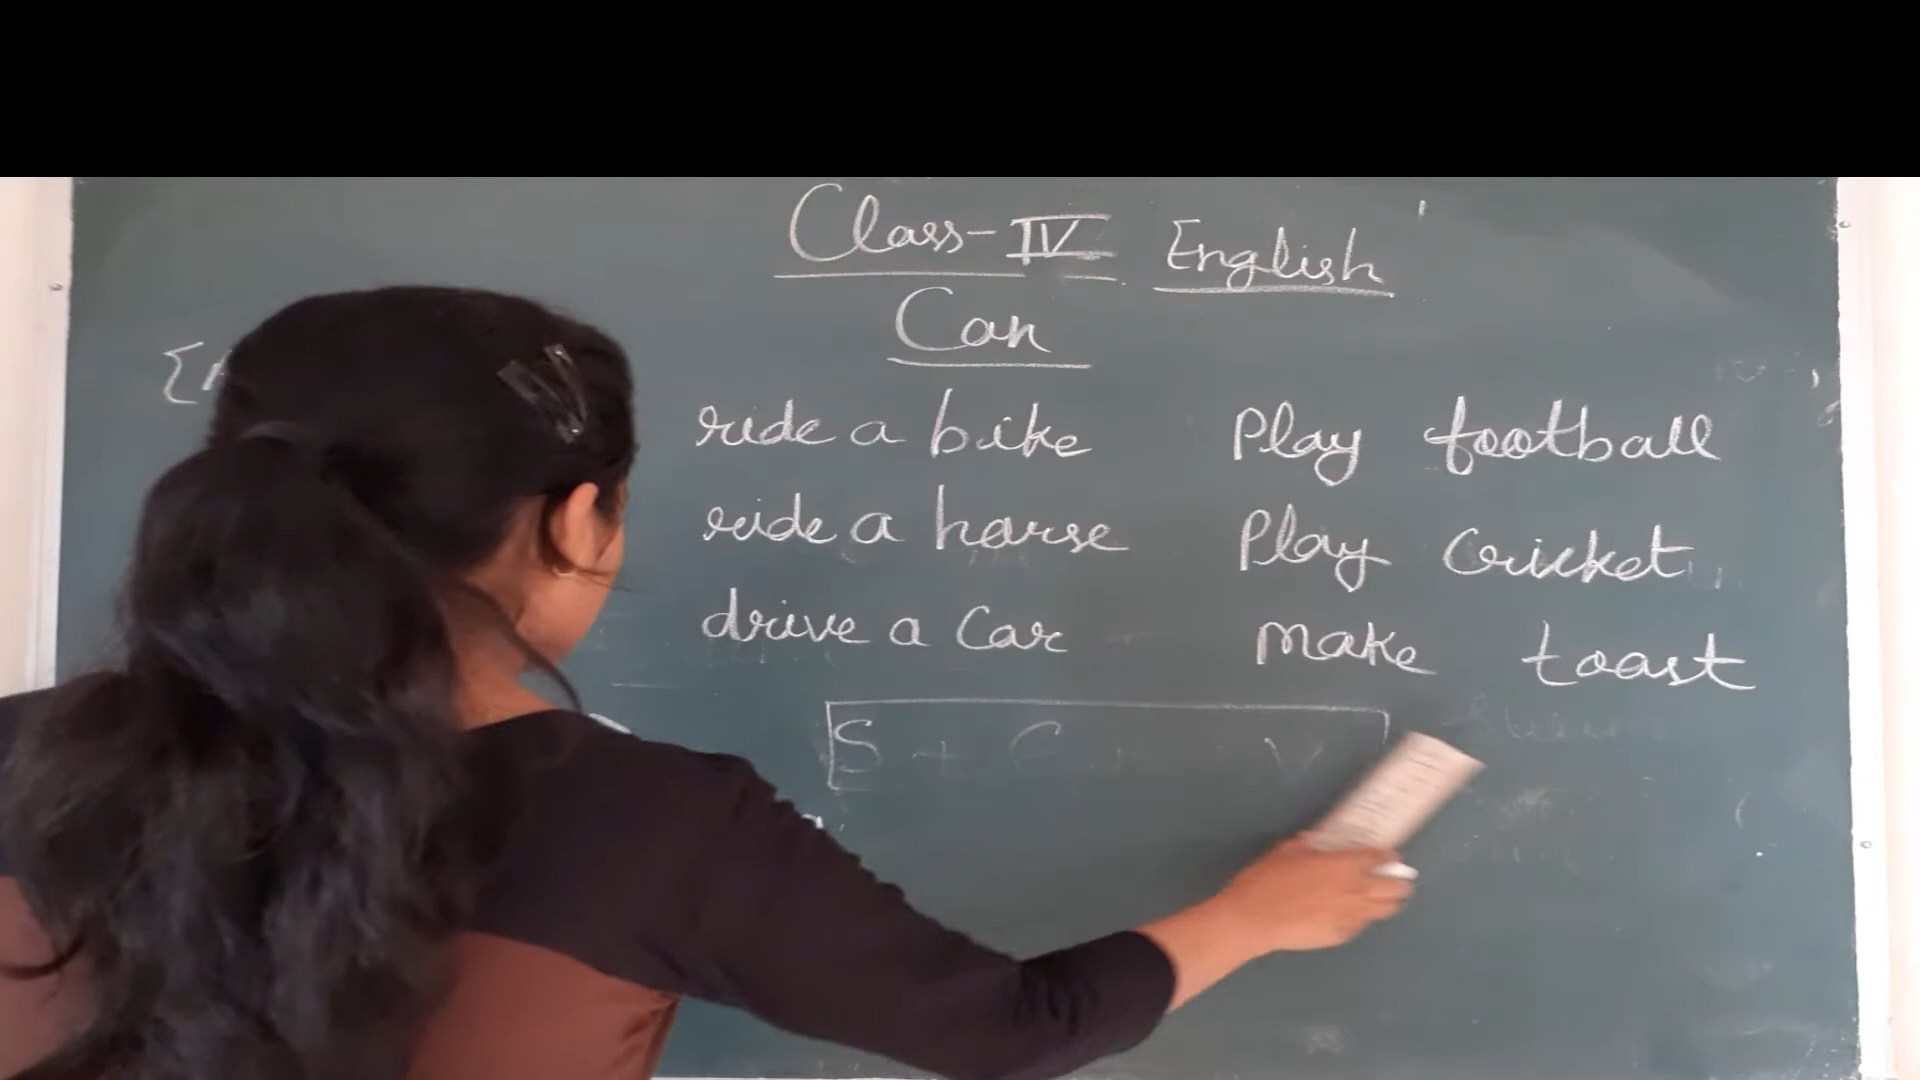 Class-IV English
Can
ride a bike Play football
ride a horse Play Cricket
drive a Car Make toast
S + C + V